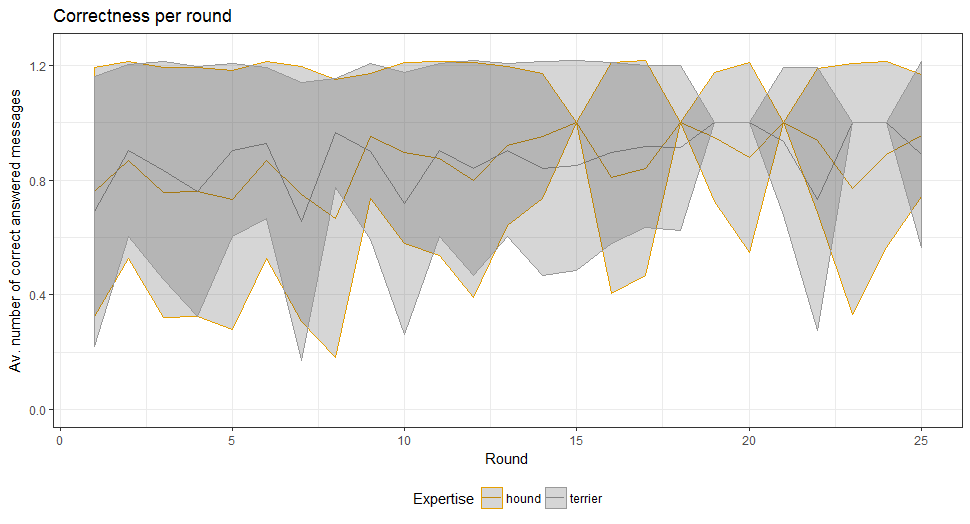 Correctness per round
Av. number of correct answered messages
1.2
0.8
0.4
0.0
0
5
10
15
20
25
Round
Expertise
hound
terrier